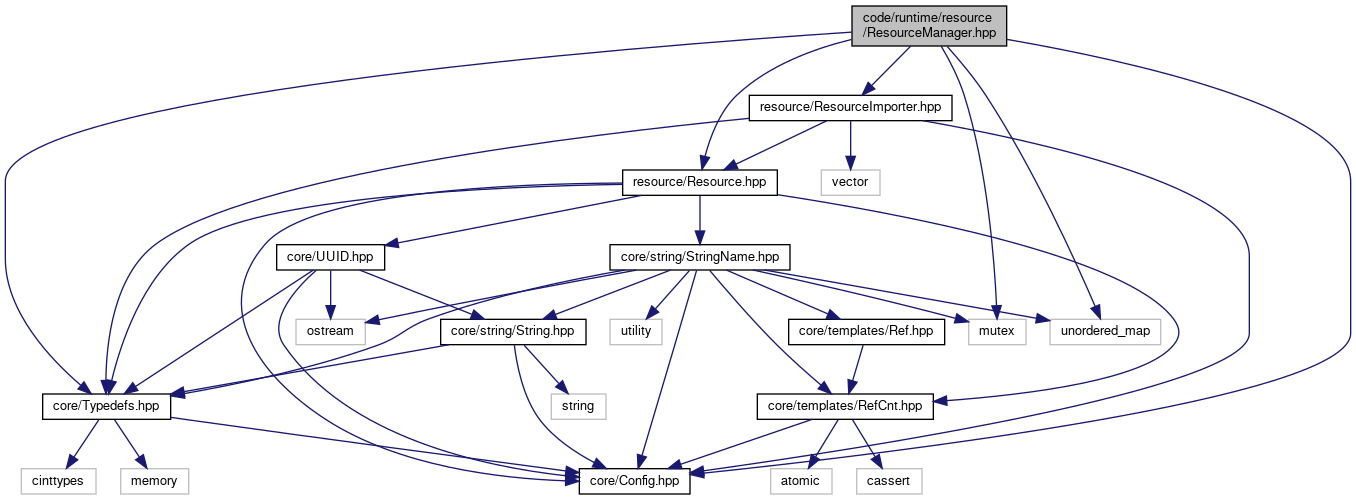 code/runtime/resource
/ResourceManager.hpp
resource/ResourceImporter.hpp
resource/Resource.hpp
vector
core/UUID.hpp
core/string/StringName.hpp
ostream
core/string/String.hpp
utility
core/templates/Ref.hpp
mutex
unordered_map
core/Typedefs.hpp
string
core/templates/RefCnt.hpp
cinttypes
memory
core/Config.hpp
atomic
cassert